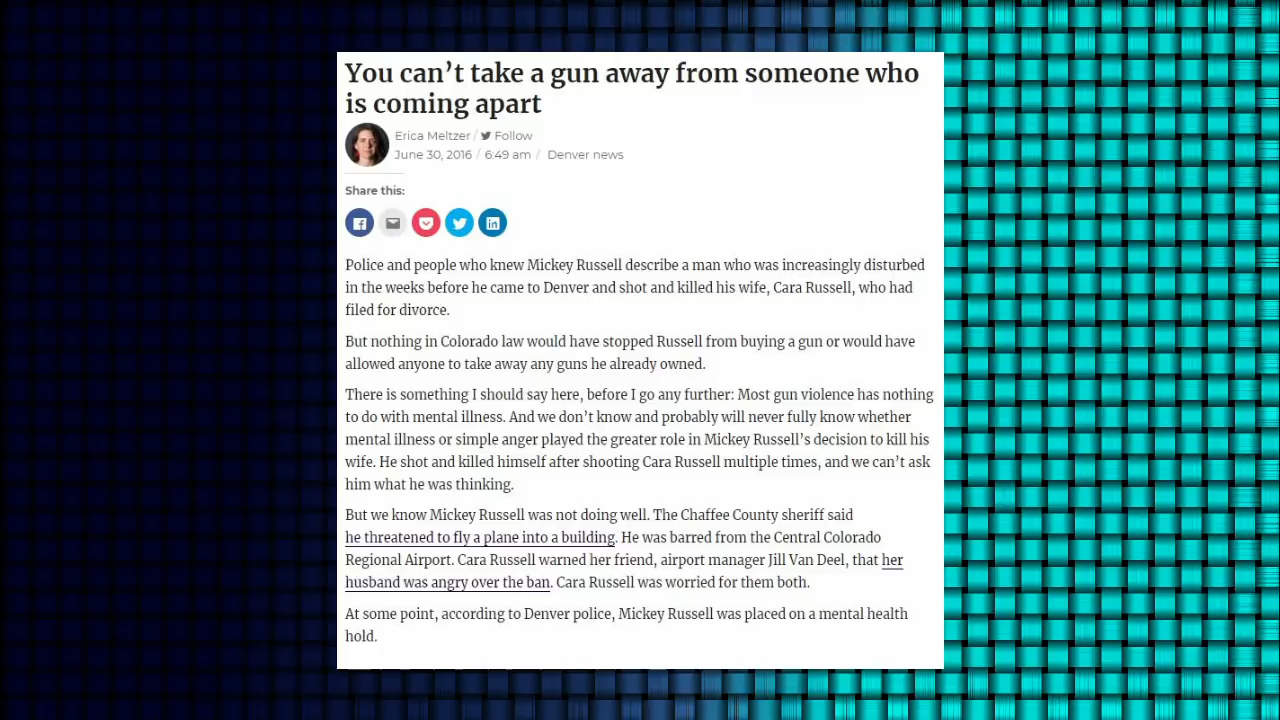 You can’t take a gun away from someone who
is coming apart
Erica Meltzer / Follow
June 30, 2016 / 6:49 am / Denver news
Share this:
Police and people who knew Mickey Russell describe a man who was increasingly disturbed
in the weeks before he came to Denver and shot and killed his wife, Cara Russell, who had
filed for divorce.
But nothing in Colorado law would have stopped Russell from buying a gun or would have
allowed anyone to take away any guns he already owned.
There is something I should say here, before I go any further: Most gun violence has nothing
to do with mental illness. And we don’t know and probably will never fully know whether
mental illness or simple anger played the greater role in Mickey Russell’s decision to kill his
wife. He shot and killed himself after shooting Cara Russell multiple times, and we can’t ask
him what he was thinking.
But we know Mickey Russell was not doing well. The Chaffee County sheriff said
he threatened to fly a plane into a building. He was barred from the Central Colorado
Regional Airport. Cara Russell warned her friend, airport manager Jill Van Deel, that her
husband was angry over the ban. Cara Russell was worried for them both.
At some point, according to Denver police, Mickey Russell was placed on a mental health
hold.